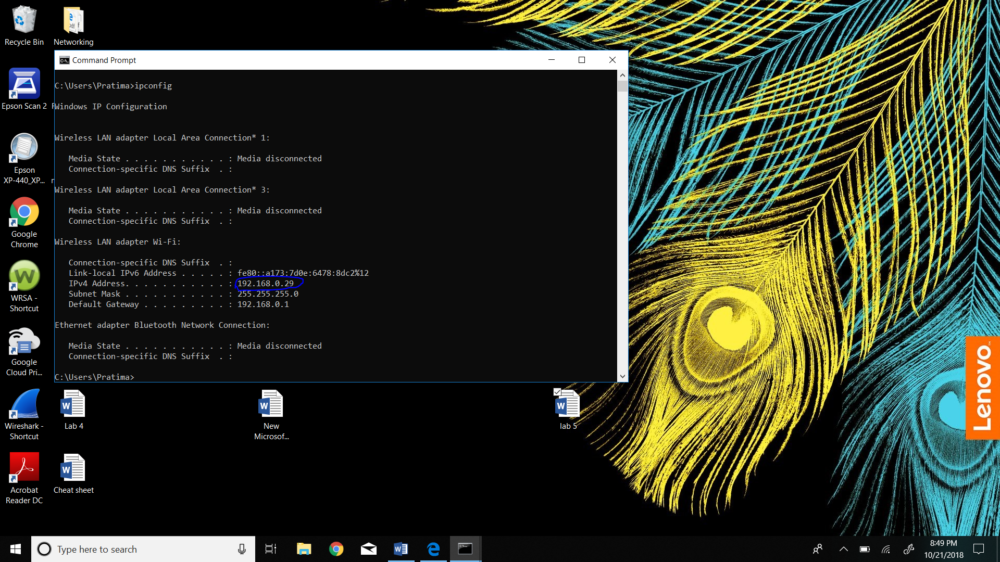 Recycle Bin
Networking
Command Prompt
C:\Users\Pratima>ipconfig
Windows IP Configuration
Wireless LAN adapter Local Area Connection* 1:
Media State . . . . . . . . . . . : Media disconnected
Connection-specific DNS Suffix  . :
Wireless LAN adapter Local Area Connection* 3:
Media State . . . . . . . . . . . : Media disconnected
Connection-specific DNS Suffix  . :
Wireless LAN adapter Wi-Fi:
Connection-specific DNS Suffix  . :
Link-local IPv6 Address . . . . . : fe80::a173:7d0e:6478:8dc2%12
IPv4 Address. . . . . . . . . . . : 192.168.0.29
Subnet Mask . . . . . . . . . . . : 255.255.255.0
Default Gateway . . . . . . . . . : 192.168.0.1
Ethernet adapter Bluetooth Network Connection:
Media State . . . . . . . . . . . : Media disconnected
Connection-specific DNS Suffix  . :
C:\Users\Pratima>
Epson Scan 2
Epson
XP-440_XP...
Google
Chrome
WRSA -
Shortcut
Google
Cloud Pri...
Wireshark -
Shortcut
Acrobat
Reader DC
Lab 4
Cheat sheet
New
Microsof...
lab 5
Lenovo
Type here to search
8:49 PM
10/21/2018